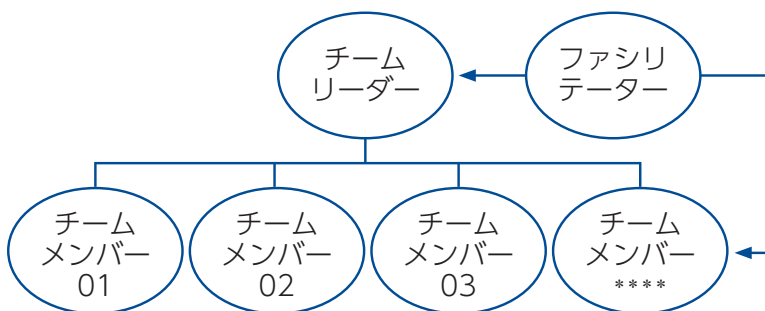 チーム
リーダー
ファシリ
テーター
チーム
メンバー
01
チーム
メンバー
02
チーム
メンバー
03
チーム
メンバー
****